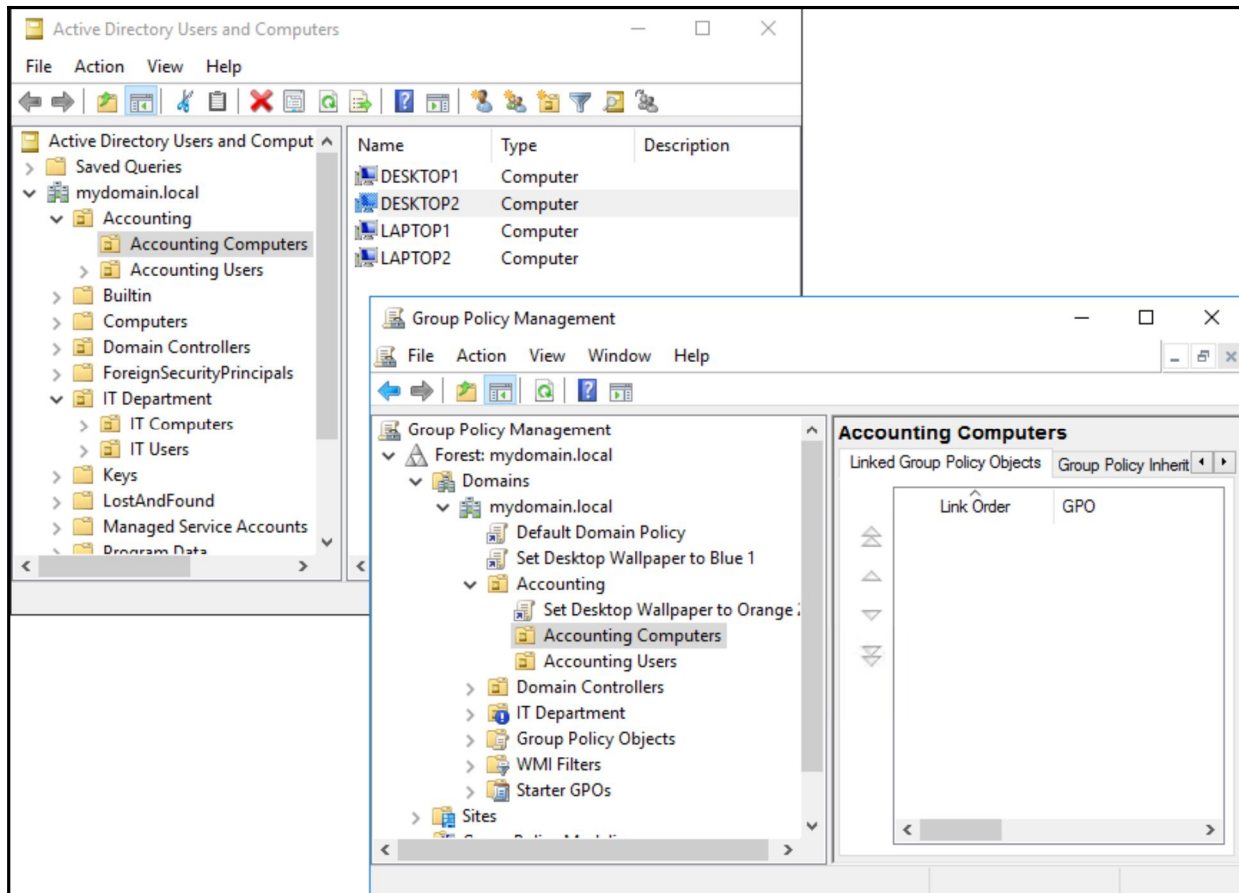 Active Directory Users and Computers
File Action View Help
Active Directory Users and Comput
Saved Queries
mydomain.local
Accounting
Accounting Computers
Accounting Users
Builtin
Computers
Domain Controllers
ForeignSecurityPrincipals
IT Department
IT Computers
IT Users
Keys
LostAndFound
Managed Service Accounts
Program Data
Name Type Description
DESKTOP1 Computer
DESKTOP2 Computer
LAPTOP1 Computer
LAPTOP2 Computer
Group Policy Management
File Action View Window Help
Group Policy Management
Forest: mydomain.local
Domains
mydomain.local
Default Domain Policy
Set Desktop Wallpaper to Blue 1
Accounting
Set Desktop Wallpaper to Orange
Accounting Computers
Accounting Users
Domain Controllers
IT Department
Group Policy Objects
WMI Filters
Starter GPOs
Sites
Accounting Computers
Linked Group Policy Objects Group Policy Inherit
Link Order GPO